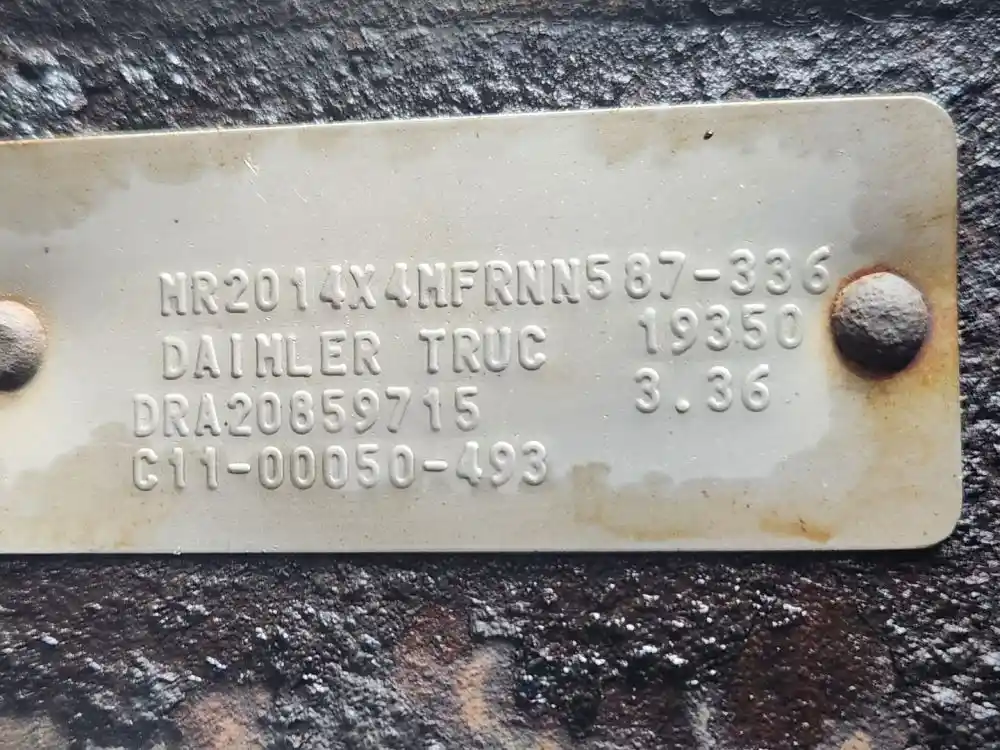 MR2014X4MFRNN587-336
DAIMLER TRUC 19350
DRA20859715 3.36
C11-00050-493